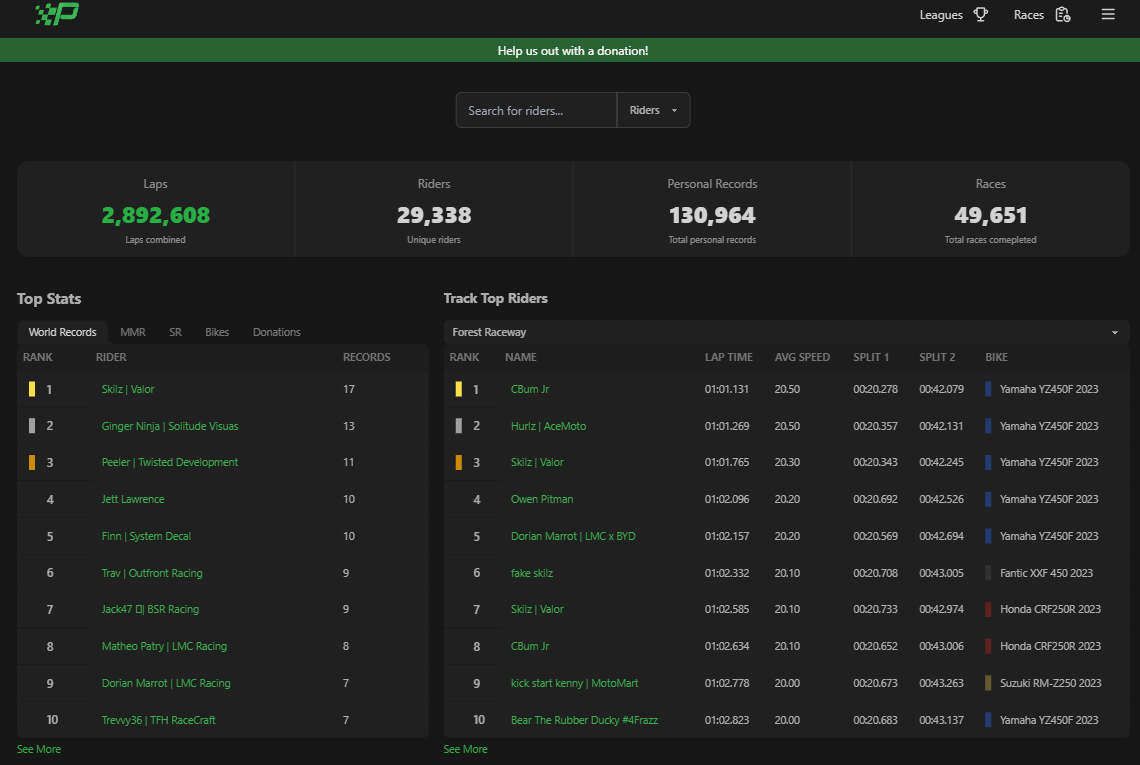 Leagues Races
Help us out with a donation!
Search for riders... Riders
Laps
2,892,608
Laps combined
Riders
29,338
Unique riders
Personal Records
130,964
Total personal records
Races
49,651
Total races comepleted
Top Stats
World Records MMR SR Bikes Donations
RANK RIDER RECORDS
1 Skilz | Valor 17
2 Ginger Ninja | Solitude Visuas 13
3 Peeler | Twisted Development 11
4 Jett Lawrence 10
5 Finn | System Decal 10
6 Trav | Outfront Racing 9
7 Jack47 | BSR Racing 9
8 Matheo Patry | LMC Racing 8
9 Dorian Marrot | LMC Racing 7
10 Trevvy36 | TFH RaceCraft 7
See More
Track Top Riders
Forest Raceway
RANK NAME LAP TIME AVG SPEED SPLIT 1 SPLIT 2 BIKE
1 CBum Jr 01:01.131 20.50 00:20.278 00:42.079 Yamaha YZ450F 2023
2 Hurlz | AceMoto 01:01.269 20.50 00:20.357 00:42.131 Yamaha YZ450F 2023
3 Skilz | Valor 01:01.765 20.30 00:20.343 00:42.245 Yamaha YZ450F 2023
4 Owen Pitman 01:02.096 20.20 00:20.692 00:42.526 Yamaha YZ450F 2023
5 Dorian Marrot | LMC x BYD 01:02.157 20.20 00:20.569 00:42.694 Yamaha YZ450F 2023
6 fake skilz 01:02.332 20.10 00:20.708 00:43.005 Fantic XXF 450 2023
7 Skilz | Valor 01:02.585 20.10 00:20.733 00:42.974 Honda CRF250R 2023
8 CBum Jr 01:02.634 20.10 00:20.652 00:43.006 Honda CRF250R 2023
9 kick start kenny | MotoMart 01:02.778 20.00 00:20.673 00:43.263 Suzuki RM-Z250 2023
10 Bear The Rubber Ducky #4Frazz 01:02.823 20.00 00:20.683 00:43.137 Yamaha YZ450F 2023
See More